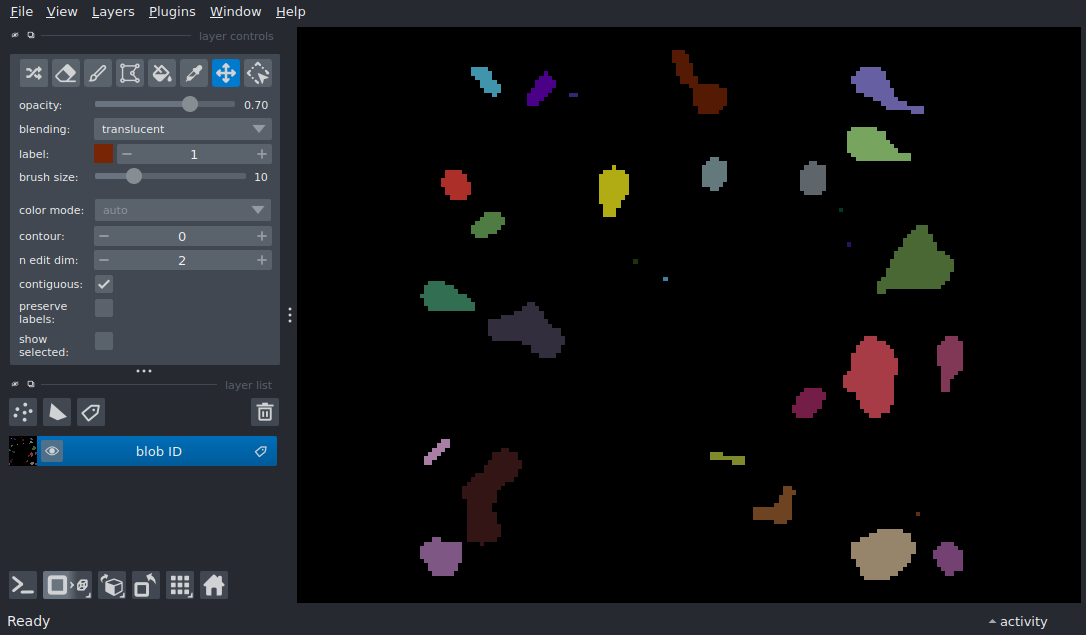 File View Layers Plugins Window Help
layer controls
opacity: 0.70
blending: translucent
label: 1
brush size: 10
color mode: auto
contour: 0
n edit dim: 2
contiguous:
preserve
labels:
show
selected:
layer list
blob ID
Ready
activity